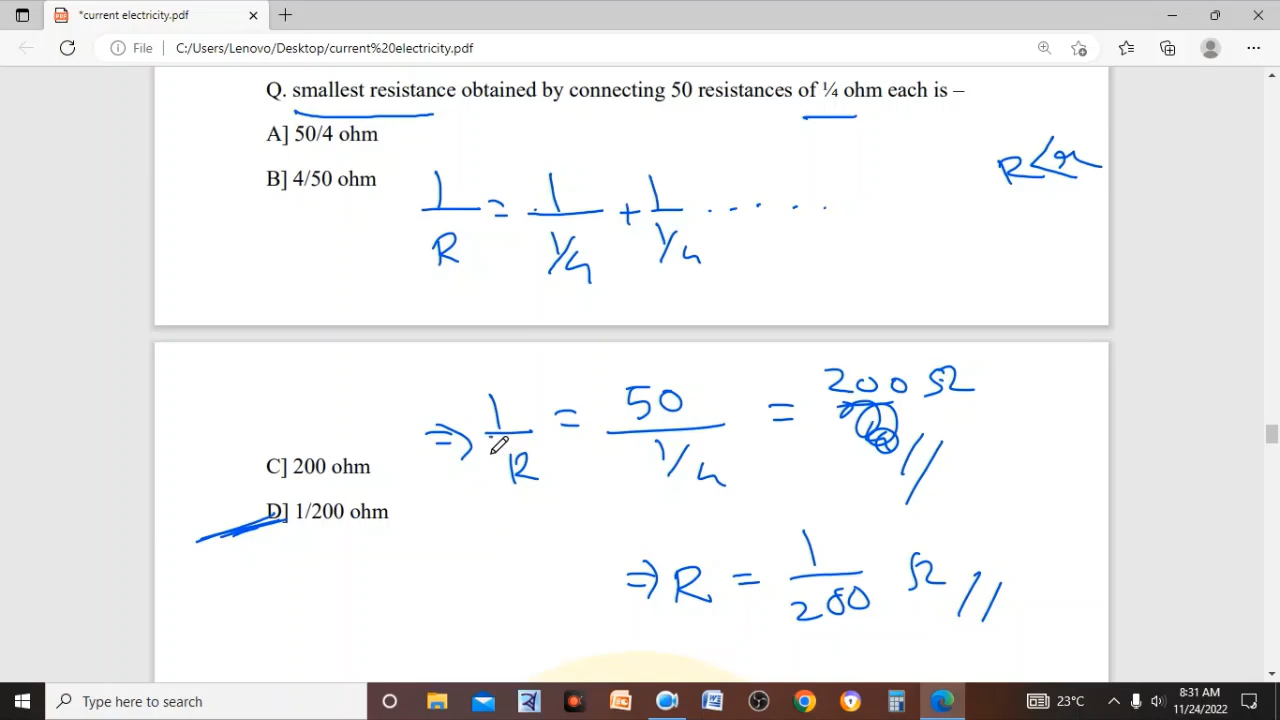 *current electricity.pdf
File C:/Users/Lenovo/Desktop/current%20electricity.pdf
Q. smallest resistance obtained by connecting 50 resistances of ¼ ohm each is –
A] 50/4 ohm
R < r
B] 4/50 ohm
1/R = 1/1/4 + 1/1/4 . . . . . .
⇒ 1/R = 50/1/4 = 200 Ω //
C] 200 ohm
D] 1/200 ohm
⇒ R = 1/200 Ω //
Type here to search
23°C
8:31 AM
11/24/2022